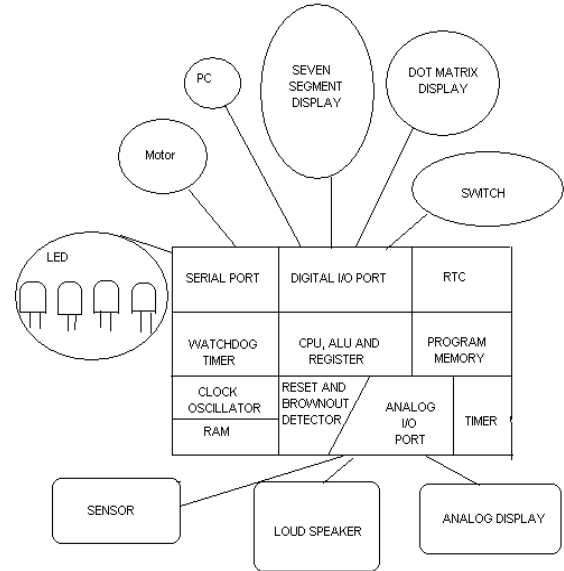 PC
SEVEN
SEGMENT
DISPLAY
DOT MATRIX
DISPLAY
Motor
SWITCH
LED
SERIAL PORT
DIGITAL I/O PORT
RTC
WATCHDOG
TIMER
CPU, ALU AND
REGISTER
PROGRAM
MEMORY
CLOCK
OSCILLATOR
RAM
RESET AND
BROWNOUT
DETECTOR
ANALOG
I/O
PORT
TIMER
SENSOR
LOUD SPEAKER
ANALOG DISPLAY